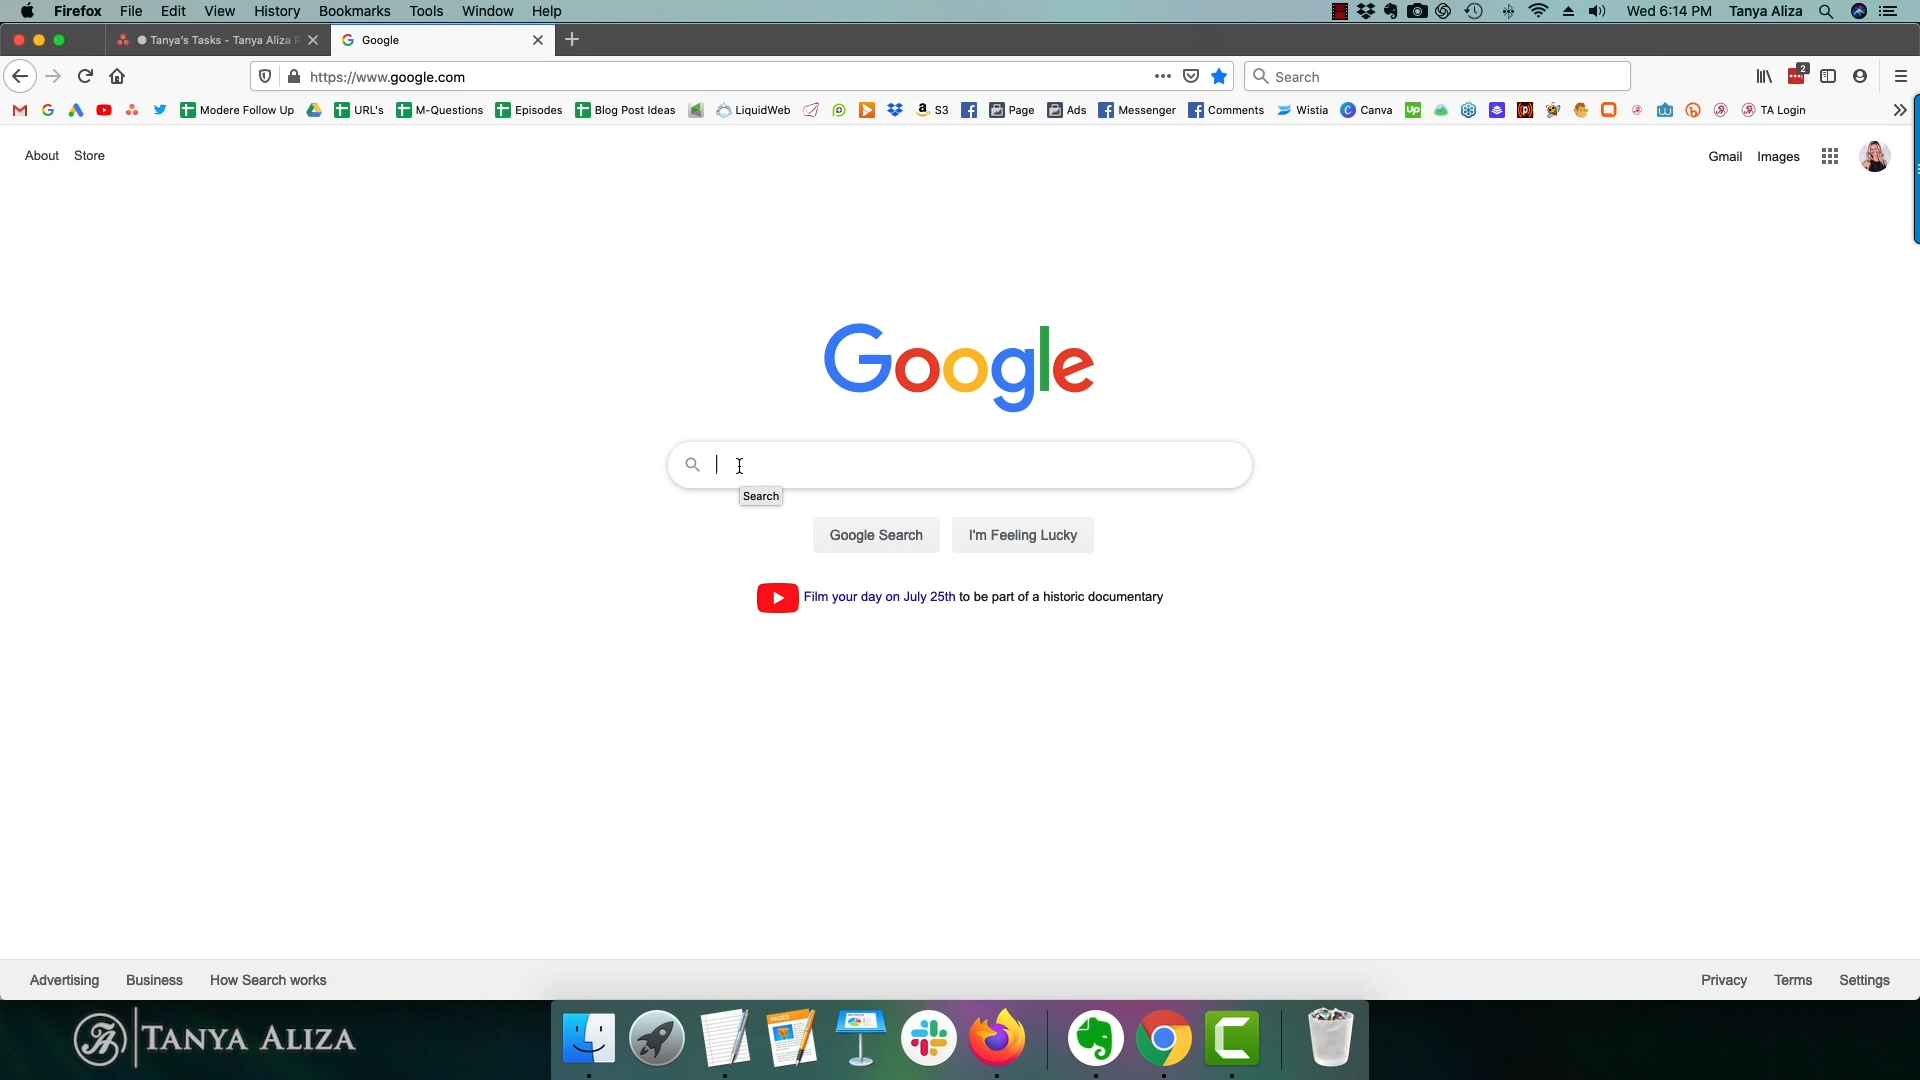 Firefox File Edit View History Bookmarks Tools Window Help Wed 6:14 PM Tanya Aliza
Tanya's Tasks - Tanya Aliza Google
https://www.google.com Search 2
Modere Follow Up URL's M-Questions Episodes Blog Post Ideas LiquidWeb S3 Page Ads Messenger Comments Wistia Canva TA Login
About Store Gmail Images
Google
Search
Google Search I'm Feeling Lucky
Film your day on July 25th to be part of a historic documentary
Advertising Business How Search works Privacy Terms Settings
TANYA ALIZA PAGES